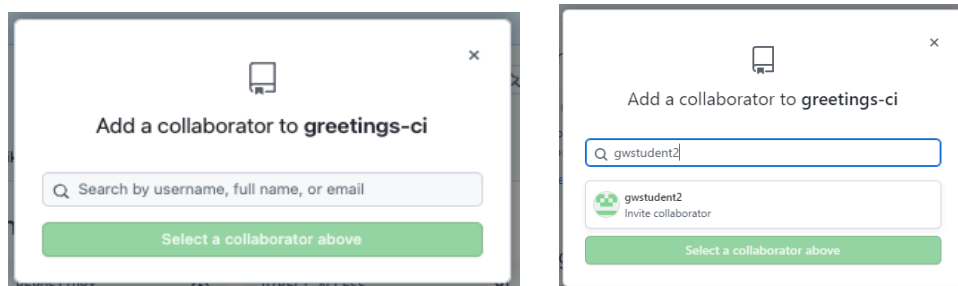 Add a collaborator to greetings-ci
Search by username, full name, or email
Select a collaborator above
Add a collaborator to greetings-ci
gwstudent2
gwstudent2
Invite collaborator
Select a collaborator above